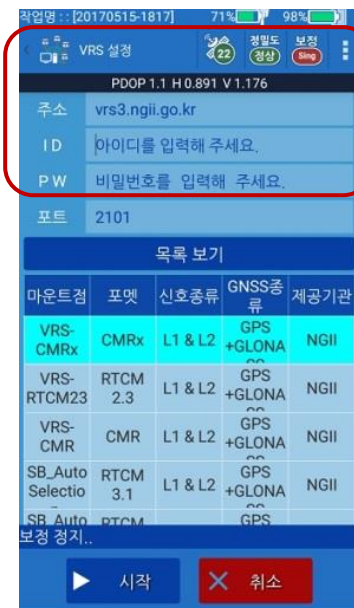 작업명 : [20170515-1817] 71% 98%
VRS 설정 22 정밀도 정상 보정 Sing
PDOP 1.1 H 0.891 V 1.176
주소 vrs3.ngii.go.kr
I D 아이디를 입력해 주세요.
P W 비밀번호를 입력해 주세요.
포트 2101
목록 보기
마운트점 포멧 신호종류 GNSS종류 제공기관
VRS-CMRx CMRx L1 & L2 GPS +GLONA NGII
VRS-RTCM23 RTCM 2.3 L1 & L2 GPS +GLONA NGII
VRS-CMR CMR L1 & L2 GPS +GLONA NGII
SB_Auto Selectio RTCM 3.1 L1 & L2 GPS +GLONA NGII
SB_Auto RTCM GPS
보정 정지..
시작 취소